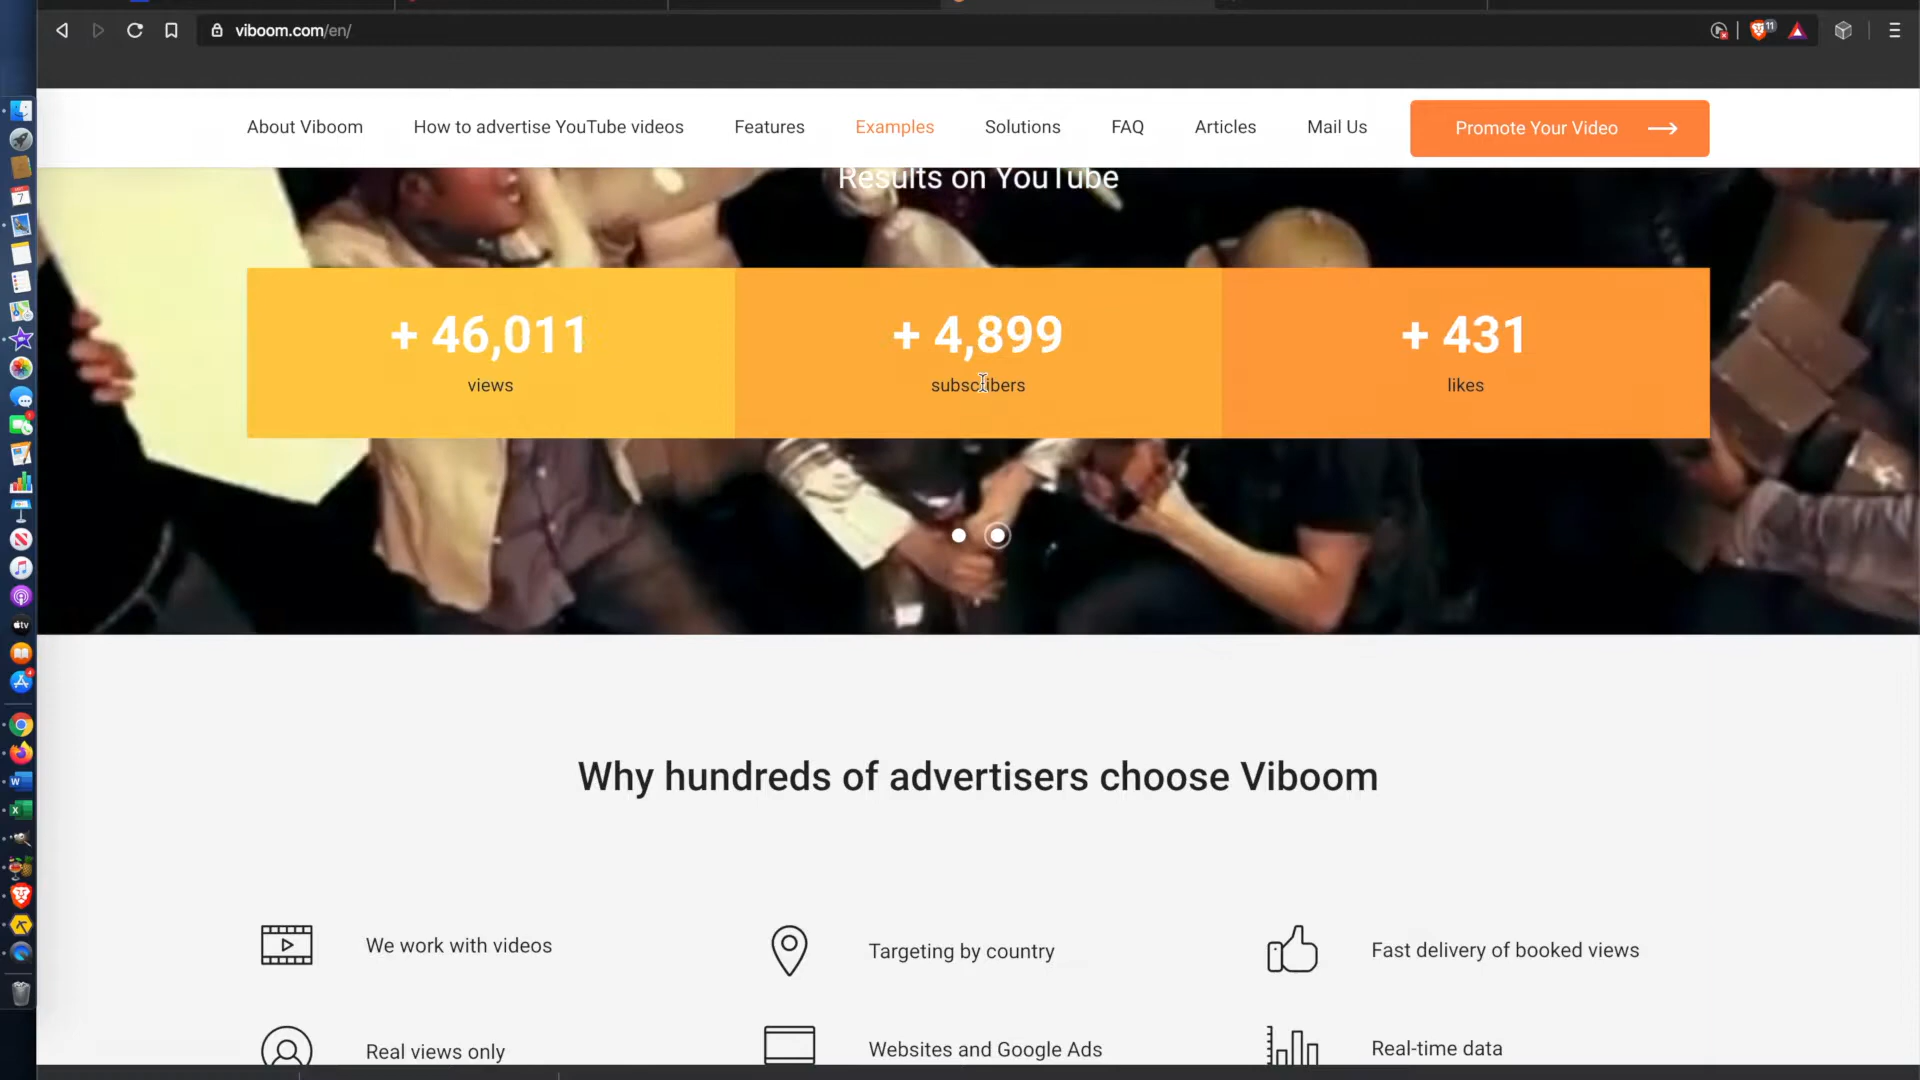 viboom.com/en/
11
About Viboom
How to advertise YouTube videos
Features
Examples
Solutions
FAQ
Articles
Mail Us
Promote Your Video
Results on YouTube
+ 46,011
views
+ 4,899
subscribers
+ 431
likes
Why hundreds of advertisers choose Viboom
We work with videos
Targeting by country
Fast delivery of booked views
Real views only
Websites and Google Ads
Real-time data
7
tv
W
X